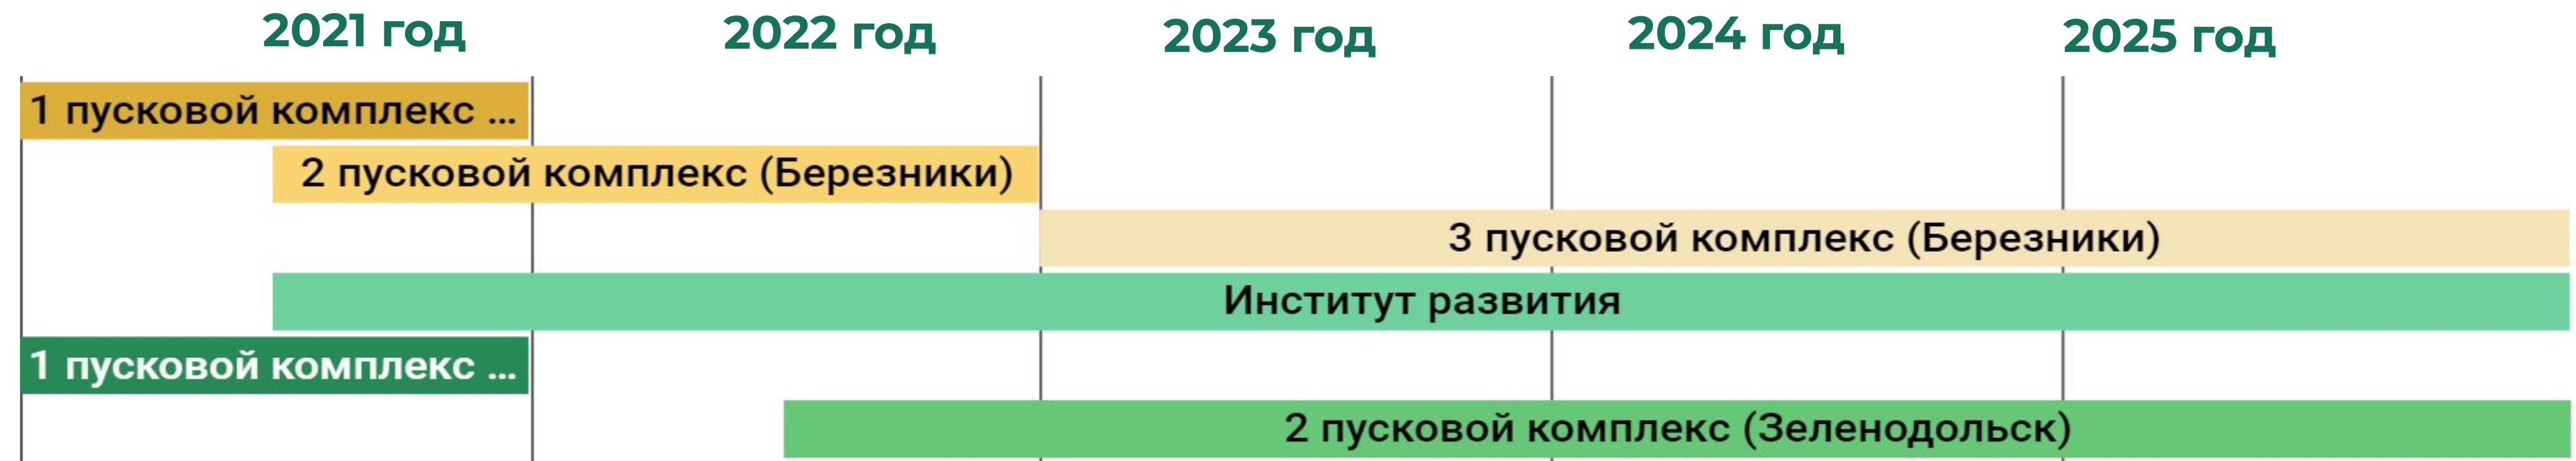 2021 год 2022 год 2023 год 2024 год 2025 год
1 пусковой комплекс ...
2 пусковой комплекс (Березники)
3 пусковой комплекс (Березники)
Институт развития
1 пусковой комплекс ...
2 пусковой комплекс (Зеленодольск)